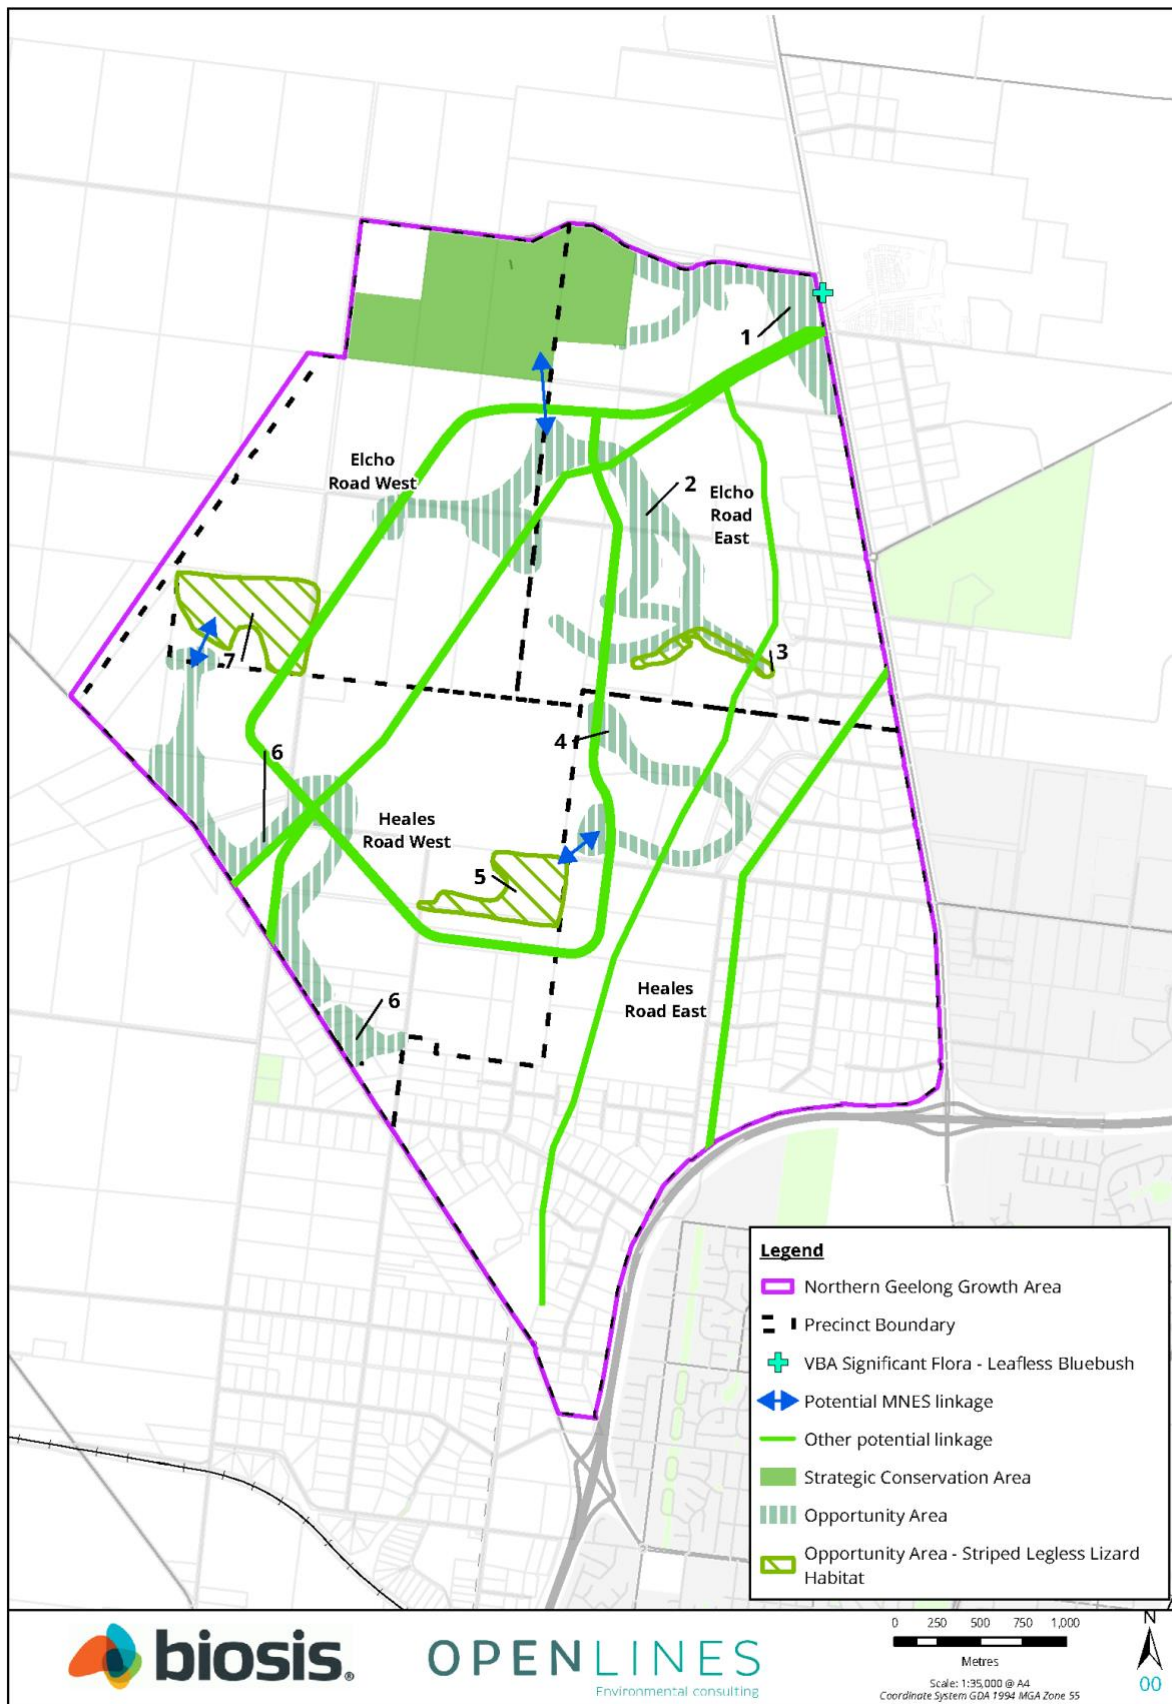 1
Elcho
Road West
2
Elcho
Road
East
7
3
4
6
Heales
Road West
5
6
Heales
Road East
Legend
Northern Geelong Growth Area
Precinct Boundary
VBA Significant Flora - Leafless Bluebush
Potential MNES linkage
Other potential linkage
Strategic Conservation Area
Opportunity Area
Opportunity Area - Striped Legless Lizard
Habitat
biosis®
OPENLINES
Environmental consulting
0 250 500 750 1,000
Metres
Scale: 1:35,000 @ A4
Coordinate System GDA 1994 MGA Zone 55
N
00